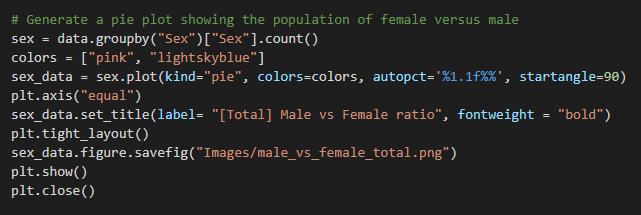 # Generate a pie plot showing the population of female versus male
sex = data.groupby("Sex")["Sex"].count()
colors = ["pink", "lightskyblue"]
sex_data = sex.plot(kind="pie", colors=colors, autopct='%1.1f%%', startangle=90)
plt.axis("equal")
sex_data.set_title(label= "[Total] Male vs Female ratio", fontweight = "bold")
plt.tight_layout()
sex_data.figure.savefig("Images/male_vs_female_total.png")
plt.show()
plt.close()